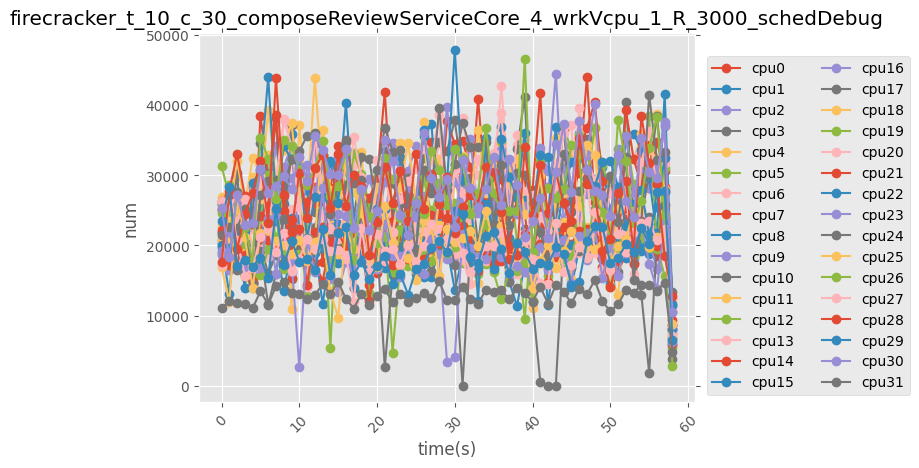 firecracker_t_10_c_30_composeReviewServiceCore_4_wrkVcpu_1_R_3000_schedDebug
50000
40000
30000
20000
10000
0
num
0
10
20
30
40
50
60
time(s)
cpu0
cpu1
cpu2
cpu3
cpu4
cpu5
cpu6
cpu7
cpu8
cpu9
cpu10
cpu11
cpu12
cpu13
cpu14
cpu15
cpu16
cpu17
cpu18
cpu19
cpu20
cpu21
cpu22
cpu23
cpu24
cpu25
cpu26
cpu27
cpu28
cpu29
cpu30
cpu31